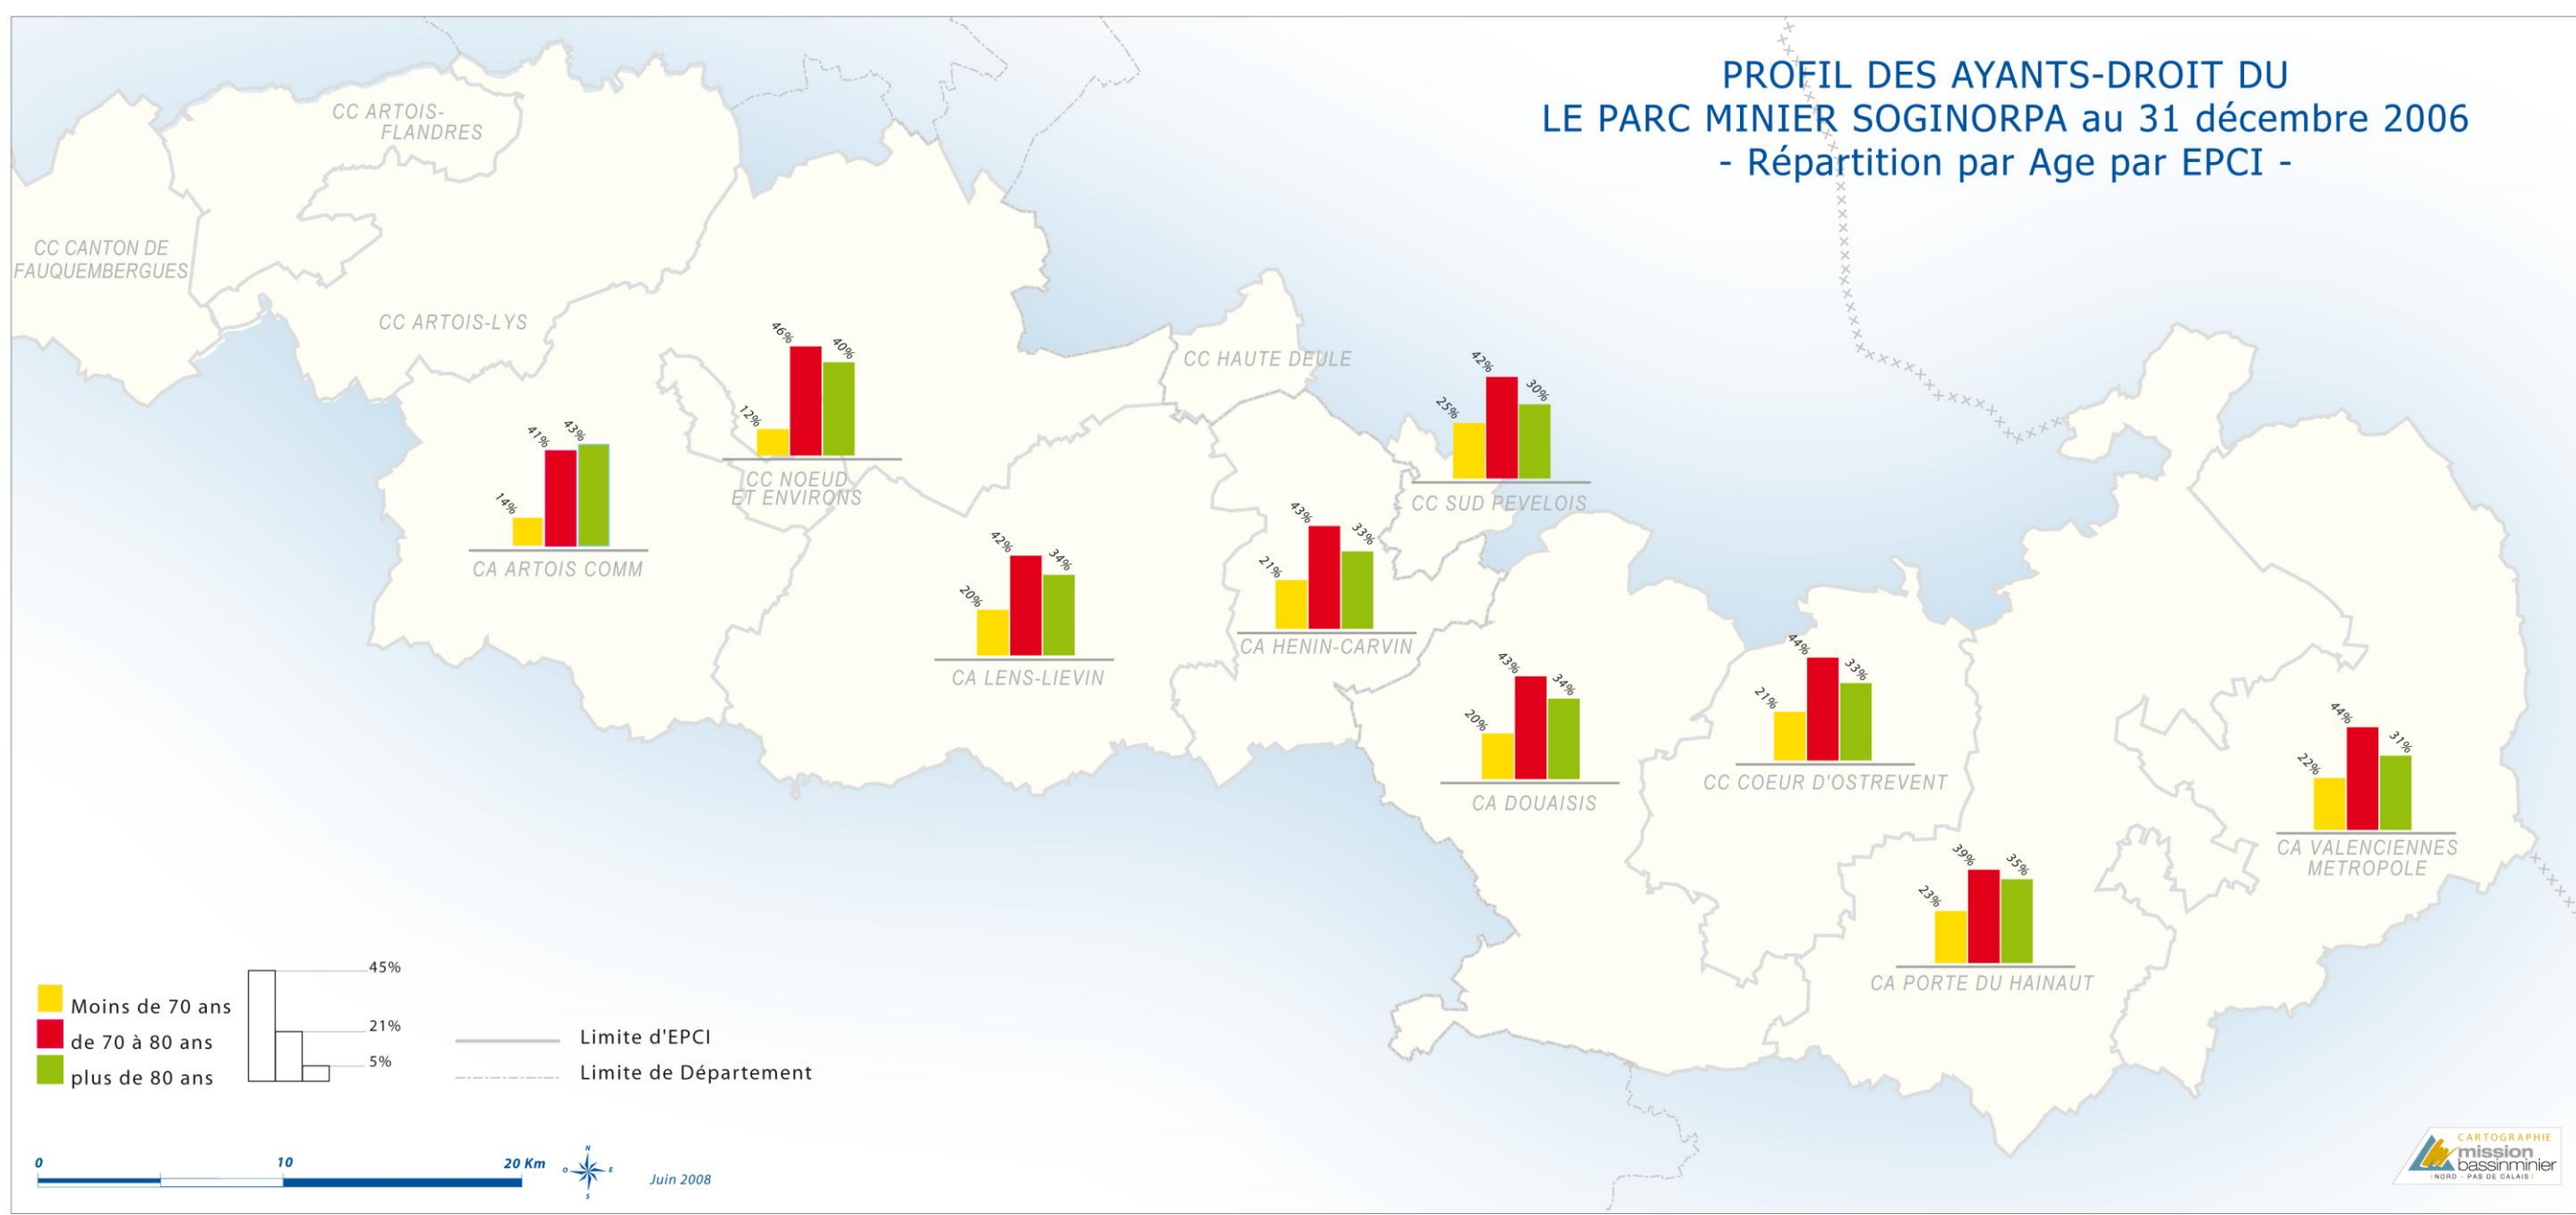 PROFIL DES AYANTS-DROIT DU
LE PARC MINIER SOGINORPA au 31 décembre 2006
- Répartition par Age par EPCI -
CC ARTOIS-
FLANDRES
CC CANTON DE
FAUQUEMBERGUES
CC ARTOIS-LYS
12%
46%
40%
CC NOEUD
ET ENVIRONS
CC HAUTE DEULE
25%
42%
30%
CC SUD PEVELOIS
14%
41%
43%
CA ARTOIS COMM
20%
42%
34%
CA LENS-LIEVIN
21%
43%
33%
CA HENIN-CARVIN
20%
43%
34%
CA DOUAISIS
21%
44%
33%
CC COEUR D'OSTREVENT
22%
44%
31%
CA VALENCIENNES
METROPOLE
23%
39%
35%
CA PORTE DU HAINAUT
Moins de 70 ans
de 70 à 80 ans
plus de 80 ans
45%
21%
5%
Limite d'EPCI
Limite de Département
0 10 20 Km
N
O E
S
Juin 2008
CARTOGRAPHIE
mission
bassinminier
NORD - PAS DE CALAIS